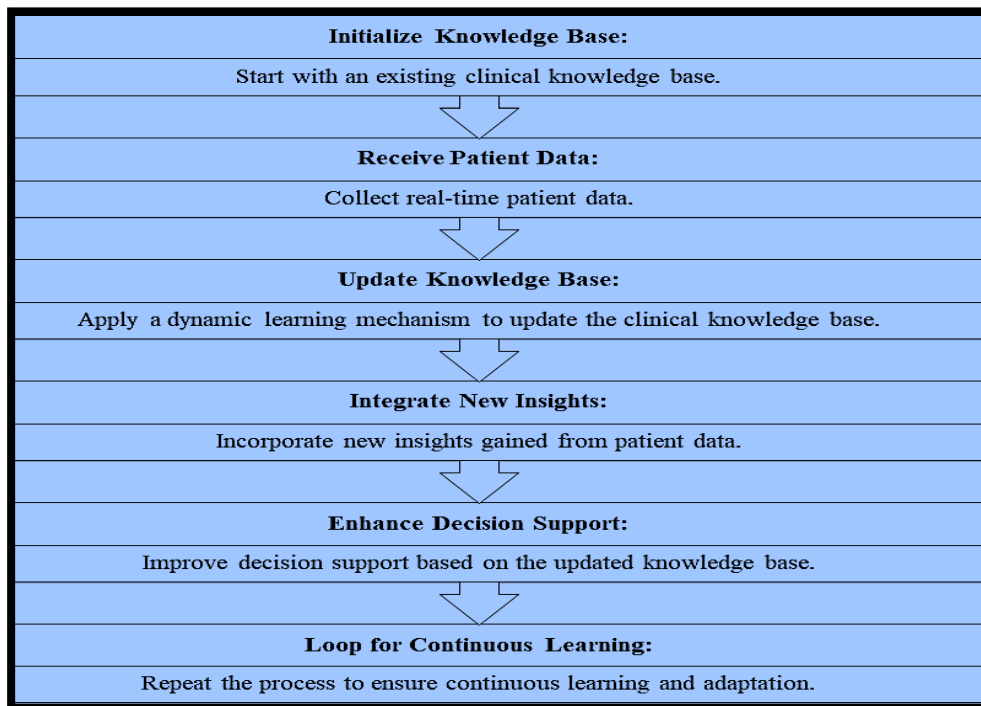 Initialize Knowledge Base:
Start with an existing clinical knowledge base.
Receive Patient Data:
Collect real-time patient data.
Update Knowledge Base:
Apply a dynamic learning mechanism to update the clinical knowledge base.
Integrate New Insights:
Incorporate new insights gained from patient data.
Enhance Decision Support:
Improve decision support based on the updated knowledge base.
Loop for Continuous Learning:
Repeat the process to ensure continuous learning and adaptation.